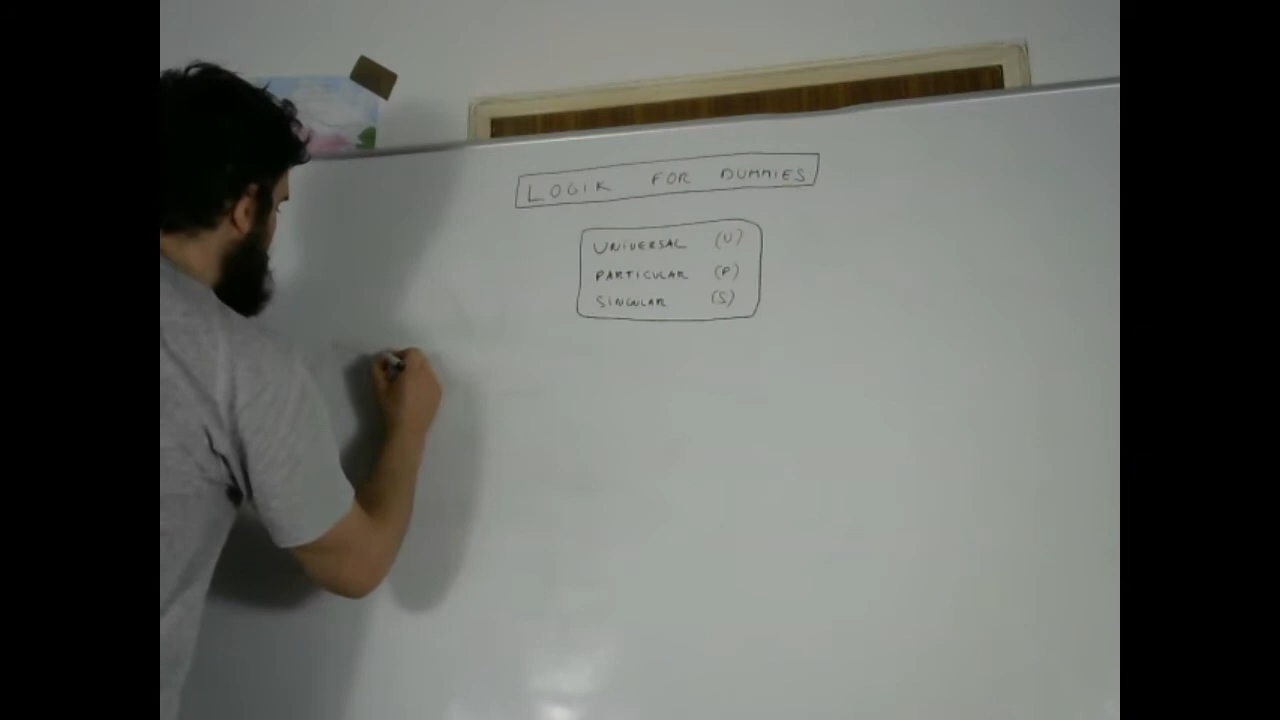 LOGIK FOR DUMMIES
UNIVERSAL (U)
PARTICULAR (P)
SINGULAR (S)